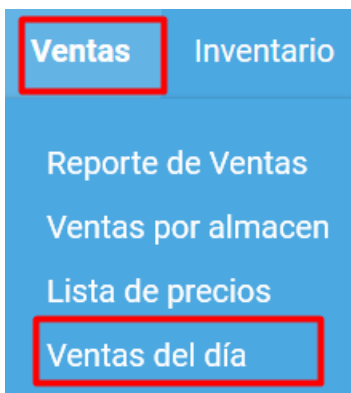 Ventas Inventario
Reporte de Ventas
Ventas por almacen
Lista de precios
Ventas del día